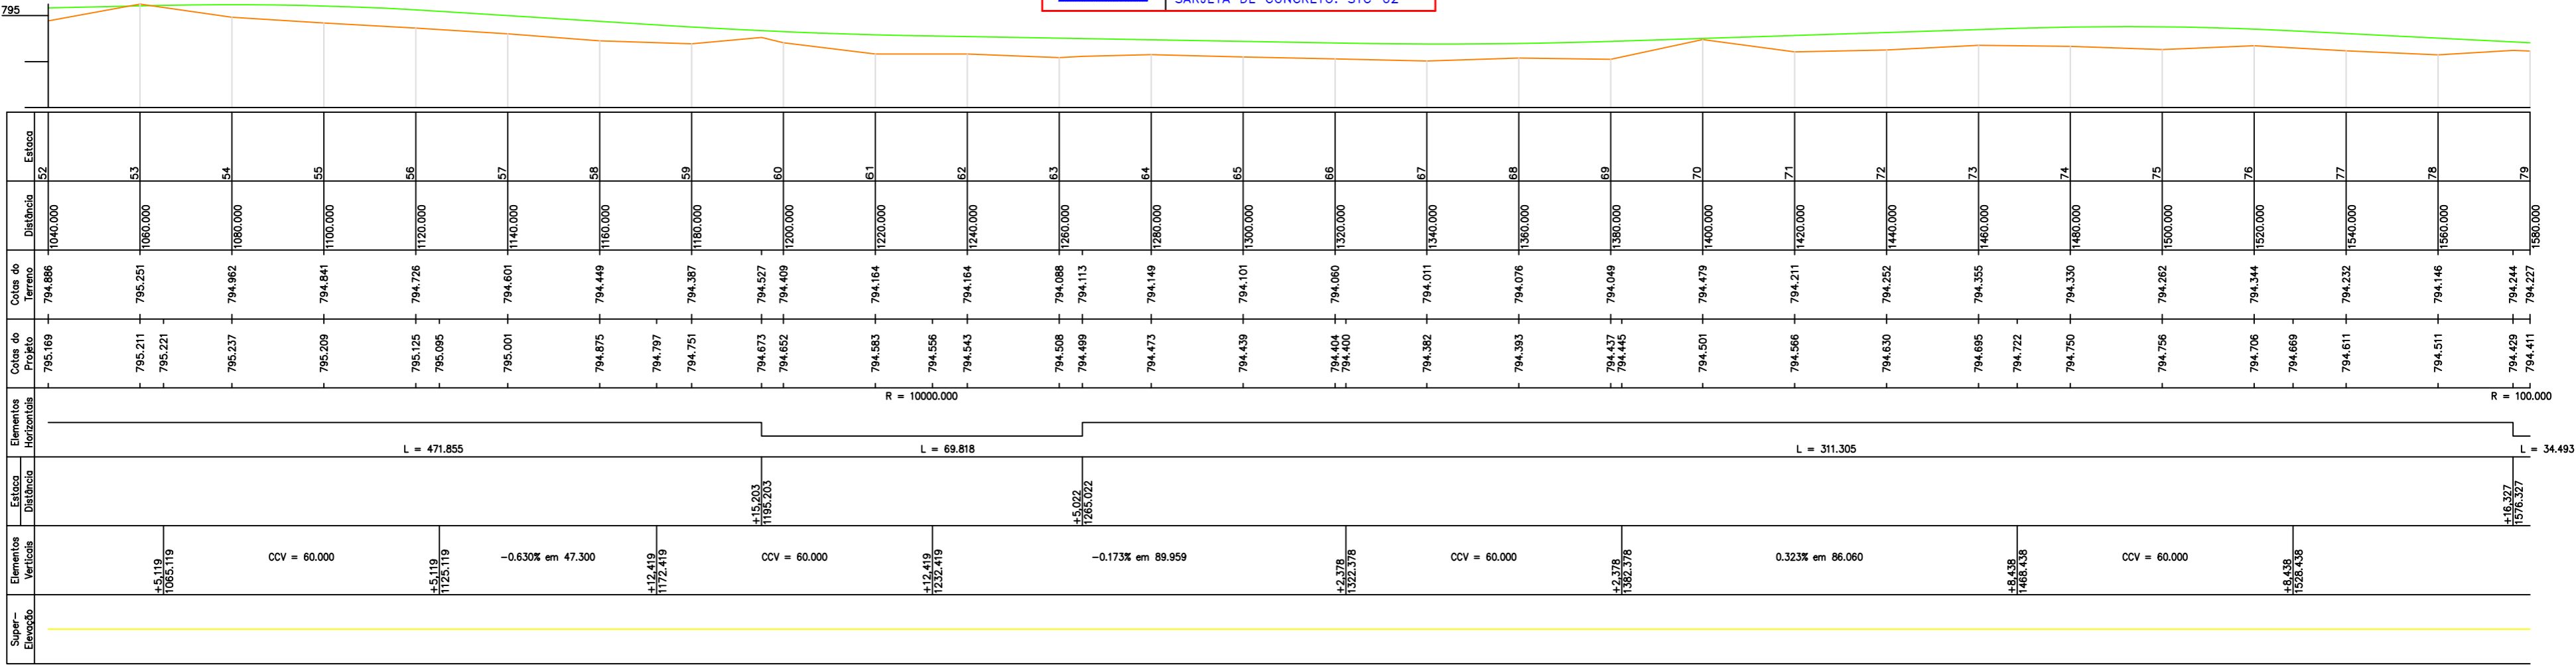 SARJETA DE CONCRETO: STC 02
795
Estaca
52 53 54 55 56 57 58 59 60 61 62 63 64 65 66 67 68 69 70 71 72 73 74 75 76 77 78 79
Distância
1040.000 1060.000 1080.000 1100.000 1120.000 1140.000 1160.000 1180.000 1200.000 1220.000 1240.000 1260.000 1280.000 1300.000 1320.000 1340.000 1360.000 1380.000 1400.000 1420.000 1440.000 1460.000 1480.000 1500.000 1520.000 1540.000 1560.000 1580.000
Cotas do
Terreno
794.886 795.251 794.962 794.841 794.726 794.601 794.449 794.387 794.527 794.409 794.164 794.164 794.088 794.113 794.149 794.101 794.060 794.011 794.076 794.049 794.479 794.211 794.252 794.355 794.330 794.262 794.344 794.232 794.146 794.244 794.227
Cotas do
Projeto
795.169 795.211 795.221 795.237 795.209 795.125 795.095 795.001 794.875 794.797 794.751 794.673 794.652 794.583 794.556 794.543 794.508 794.499 794.473 794.439 794.404 794.400 794.382 794.393 794.437 794.445 794.501 794.566 794.630 794.695 794.722 794.750 794.756 794.706 794.669 794.611 794.511 794.429 794.411
Elementos
Horizontais
R = 10000.000 R = 100.000
L = 471.855 L = 69.818 L = 311.305 L = 34.493
Estaca
Distância
+15,203 +5,022 +16,327
1195.203 1265.022 1576.327
Elementos
Verticais
CCV = 60.000 -0.630% em 47.300 CCV = 60.000 -0.173% em 89.959 CCV = 60.000 0.323% em 86.060 CCV = 60.000
+5,119 +5,119 +12,419 +12,419 +2,378 +2,378 +8,438 +8,438
1065.119 1125.119 1172.419 1232.419 1322.378 1382.378 1468.438 1528.438
Super-
Elevação